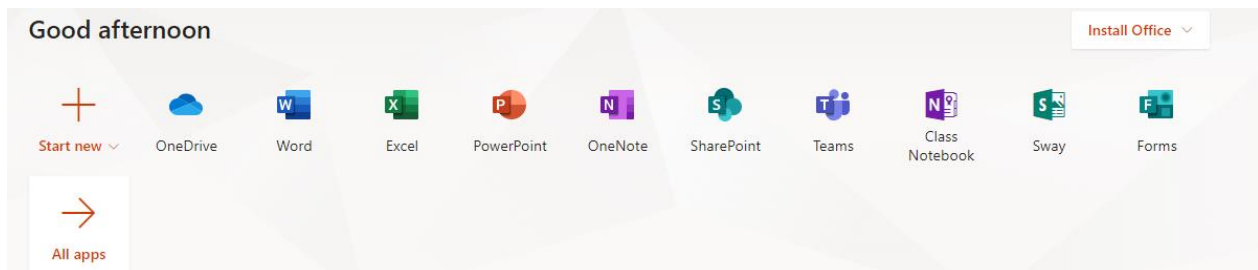 Good afternoon
Install Office
Start new
OneDrive
W
Word
X
Excel
P
PowerPoint
N
OneNote
S
SharePoint
T
Teams
N
Class
Notebook
S
Sway
F
Forms
All apps